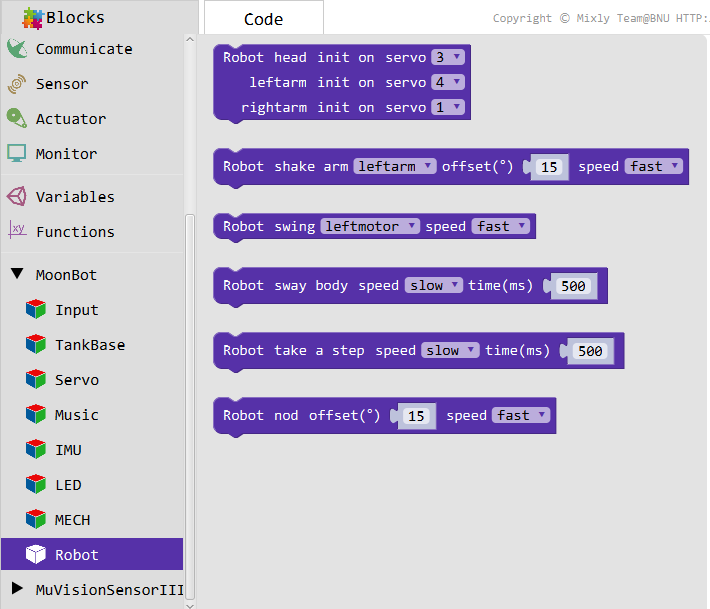 Blocks
Code
Copyright © Mixly Team@BNU HTTP:
Communicate
Sensor
Actuator
Monitor
Variables
xy
Functions
MoonBot
Input
TankBase
Servo
Music
IMU
LED
MECH
Robot
MuVisionSensorIII
Robot head init on servo 3
leftarm init on servo 4
rightarm init on servo 1
Robot shake arm leftarm offset(°) 15 speed fast
Robot swing leftmotor speed fast
Robot sway body speed slow time(ms) 500
Robot take a step speed slow time(ms) 500
Robot nod offset(°) 15 speed fast